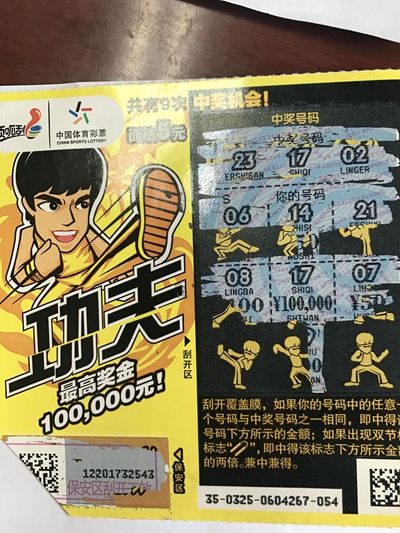 顶呱刮
中国体育彩票
CHINA SPORTS LOTTERY
共有9次中奖机会!
面值5元
中奖号码
中奖号码
23 17 02
ERSHSAN SHIQI LINGER
你的号码
06 14 21
08 17 07
LINGBA SHIQI
¥100,000
SHIWAN
功夫
最高奖金
100,000元!
刮开区
保安区
12201732543
保安区刮开无效
刮开覆盖膜,如果你的号码中的任意一
个号码与中奖号码之一相同,即中得该
号码下方所示的金额;如果出现双节棍
标志“ ”,即中得该标志下方所示金额
的两倍。兼中兼得。
35-0325-0604267-054